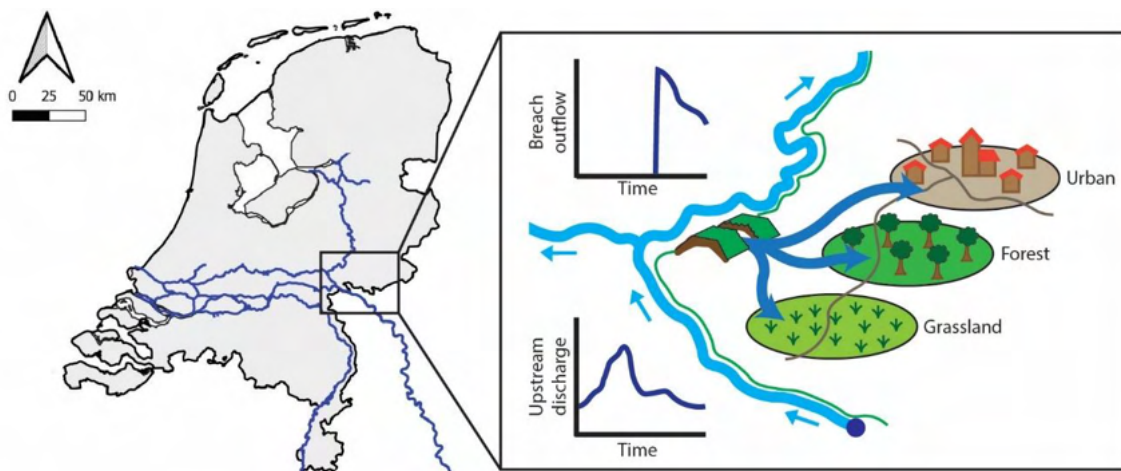 0 25 50 km
Breach
outflow
Time
Urban
Forest
Grassland
Upstream
discharge
Time